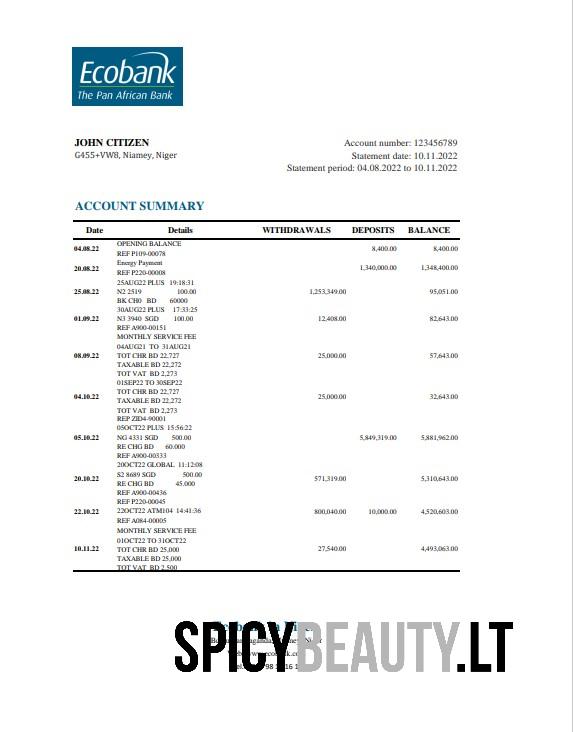 Ecobank
The Pan African Bank
JOHN CITIZEN
G455+VW8, Niamey, Niger
Account number: 123456789
Statement date: 10.11.2022
Statement period: 04.08.2022 to 10.11.2022
ACCOUNT SUMMARY
Date Details WITHDRAWALS DEPOSITS BALANCE
OPENING BALANCE
04.08.22 8,400.00 8,400.00
REF P109-00078
Energy Payment
20.08.22 1,340,000.00 1,348,400.00
REF P220-00008
25AUG22 PLUS 19:18:31
25.08.22 N2 2519 100.00 1,253,349.00 95,051.00
BK CH0 BD 60000
30AUG22 PLUS 17:33:25
01.09.22 N3 3940 SGD 100.00 12,408.00 82,643.00
REF A900-00151
MONTHLY SERVICE FEE
04AUG21 TO 31AUG21
08.09.22 TOT CHR BD 22,727 25,000.00 57,643.00
TAXABLE BD 22,272
TOT VAT BD 2,273
01SEP22 TO 30SEP22
TOT CHR BD 22,727
04.10.22 25,000.00 32,643.00
TAXABLE BD 22,272
TOT VAT BD 2,273
REP ZID4-90001
05OCT22 PLUS 15:56:22
05.10.22 NG 4331 SGD 500.00 5,849,319.00 5,881,962.00
RE CHG BD 60.000
REF A900-00333
20OCT22 GLOBAL 11:12:08
S2 8689 SGD 500.00
20.10.22 571,319.00 5,310,643.00
RE CHG BD 45.000
REF A900-00436
REF P220-00045
22.10.22 22OCT22 ATM104 14:41:36 800,040.00 10,000.00 4,520,603.00
REF A084-00005
MONTHLY SERVICE FEE
01OCT22 TO 31OCT22
10.11.22 TOT CHR BD 25,000 27,540.00 4,493,063.00
TAXABLE BD 25,000
TOT VAT BD 2,500
SPICYBEAUTY.LT